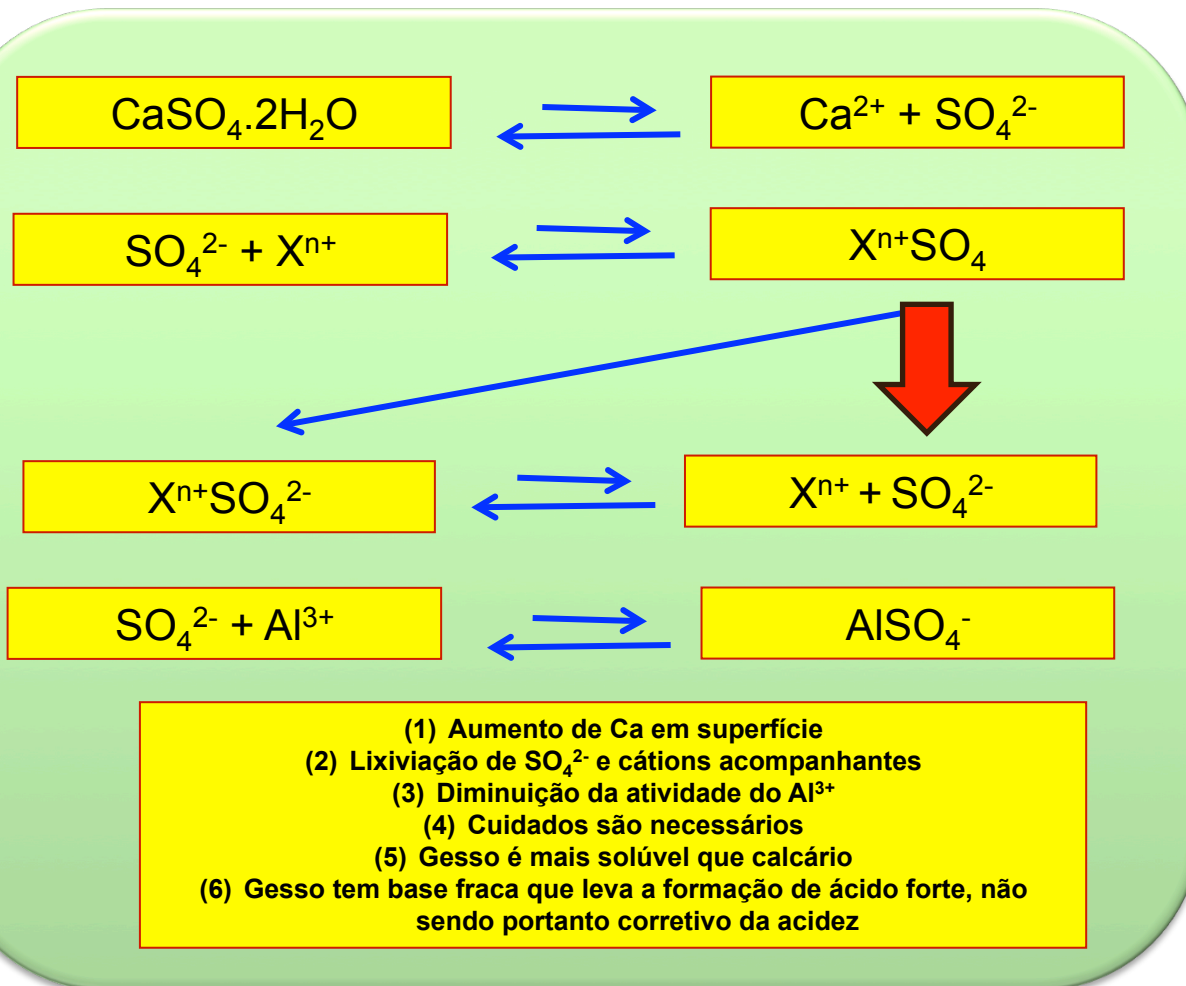 CaSO₄.2H₂O Ca²⁺ + SO₄²⁻
SO₄²⁻ + Xⁿ⁺ Xⁿ⁺SO₄
Xⁿ⁺SO₄²⁻ Xⁿ⁺ + SO₄²⁻
SO₄²⁻ + Al³⁺ AlSO₄⁻
(1) Aumento de Ca em superfície
(2) Lixiviação de SO₄²⁻ e cátions acompanhantes
(3) Diminuição da atividade do Al³⁺
(4) Cuidados são necessários
(5) Gesso é mais solúvel que calcário
(6) Gesso tem base fraca que leva a formação de ácido forte, não
sendo portanto corretivo da acidez